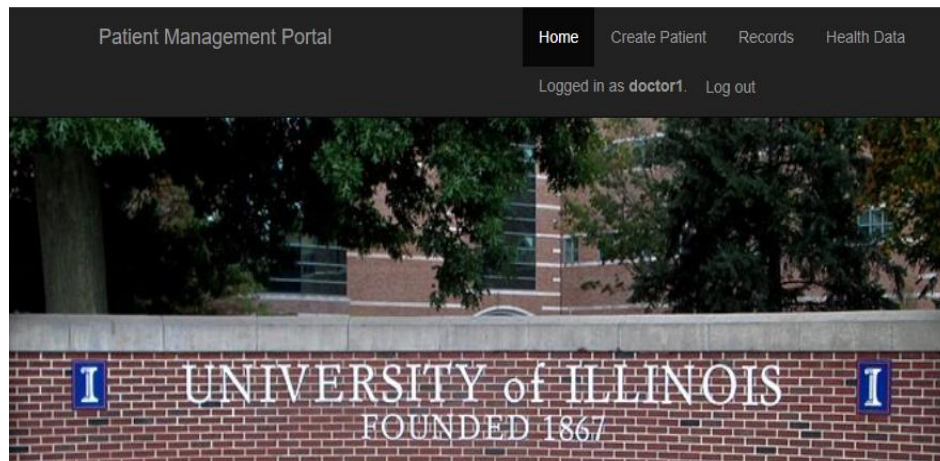 Patient Management Portal
Home Create Patient Records Health Data
Logged in as doctor1. Log out
I UNIVERSITY of ILLINOIS I
FOUNDED 1867